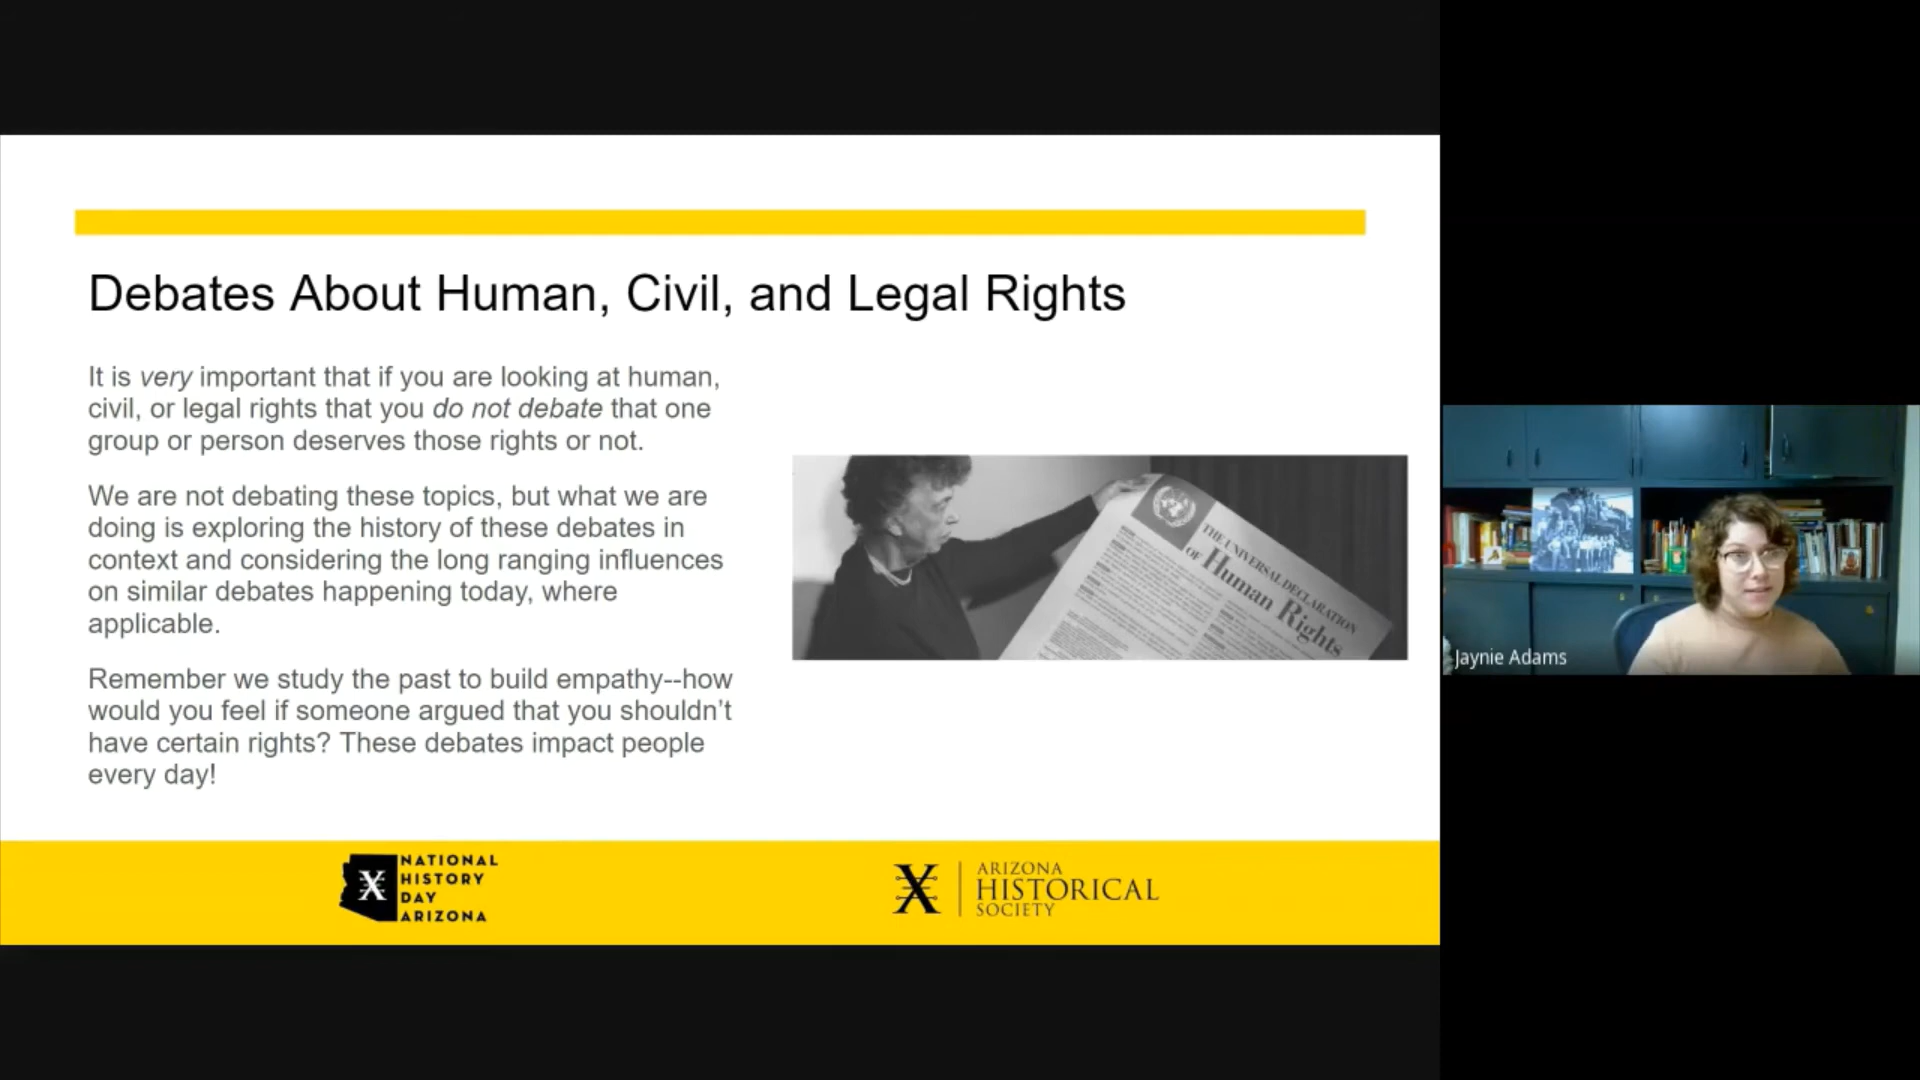 Debates About Human, Civil, and Legal Rights
It is very important that if you are looking at human,
civil, or legal rights that you do not debate that one
group or person deserves those rights or not.
We are not debating these topics, but what we are
doing is exploring the history of these debates in
context and considering the long ranging influences
on similar debates happening today, where
applicable.
Remember we study the past to build empathy--how
would you feel if someone argued that you shouldn't
have certain rights? These debates impact people
every day!
THE UNIVERSAL DECLARATION
OF Human Rights
NATIONAL
HISTORY
DAY
ARIZONA
ARIZONA
HISTORICAL
SOCIETY
Jaynie Adams